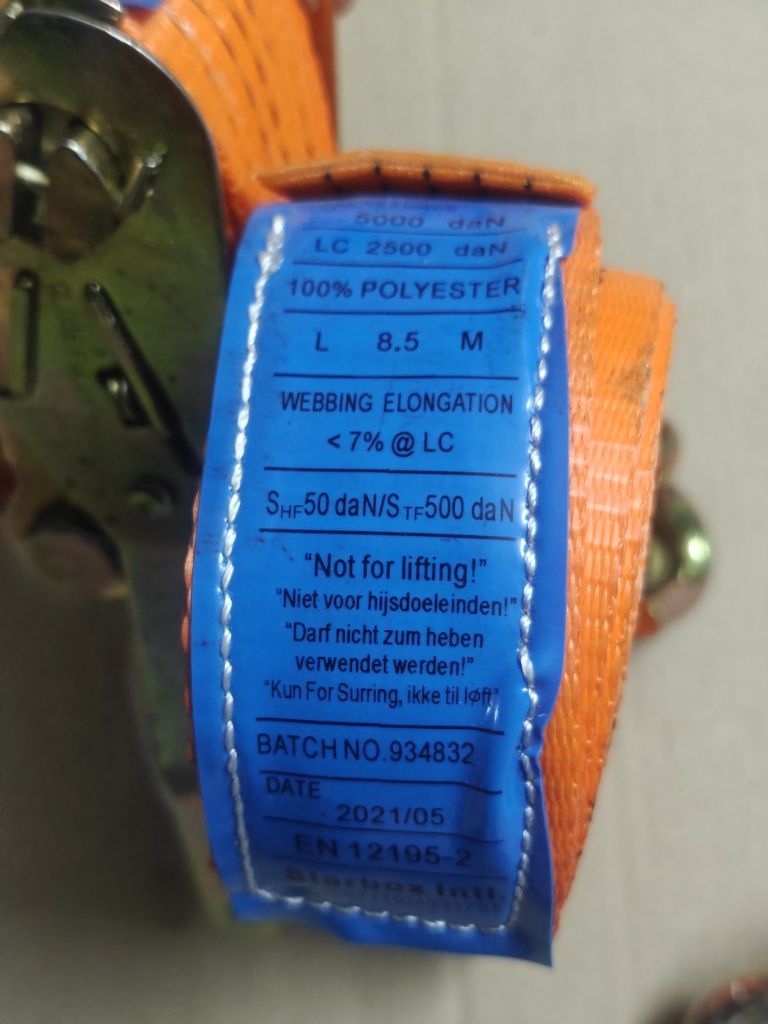 5000 daN
LC 2500 daN
100% POLYESTER
L 8.5 M
WEBBING ELONGATION
< 7% @ LC
SHF50 daN/STF500 daN
“Not for lifting!”
“Niet voor hijsdoeleinden!”
“Darf nicht zum heben
verwendet werden!”
“Kun For Surring, ikke til løft”
BATCH NO.934832
DATE
2021/05
EN 12195-2
Starbox Intl.